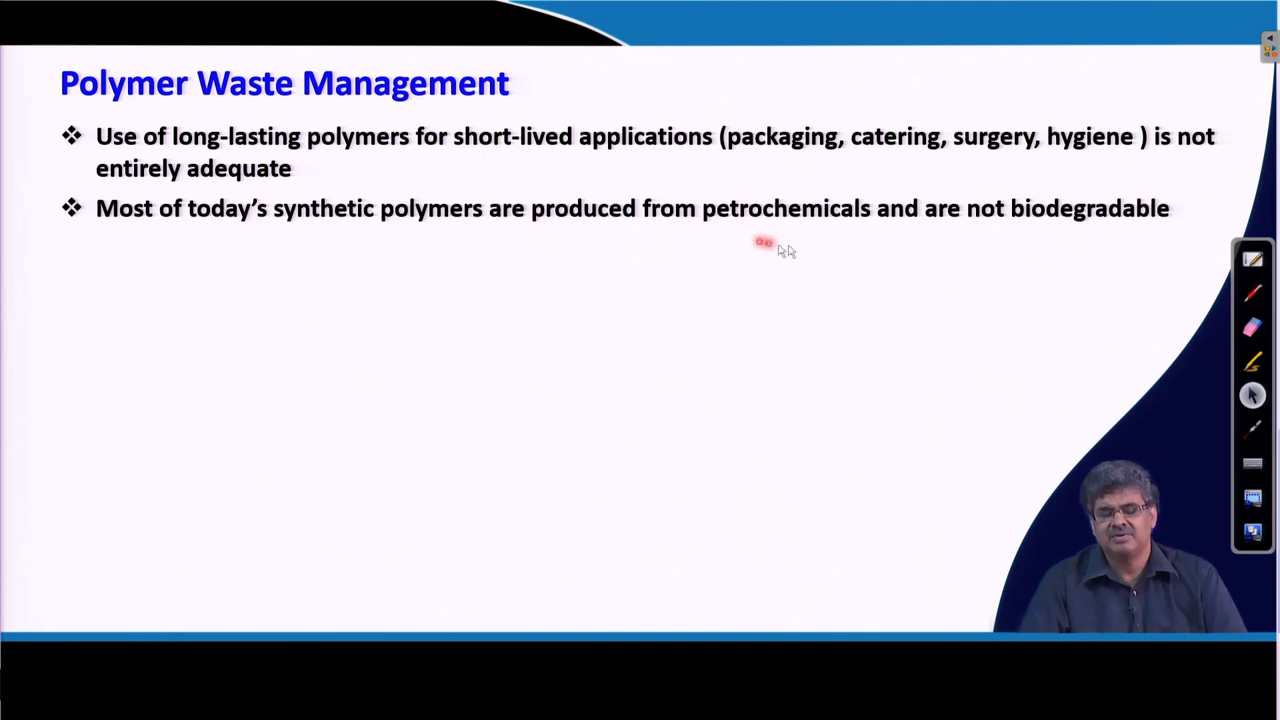 Polymer Waste Management
❖ Use of long-lasting polymers for short-lived applications (packaging, catering, surgery, hygiene ) is not
entirely adequate
❖ Most of today’s synthetic polymers are produced from petrochemicals and are not biodegradable